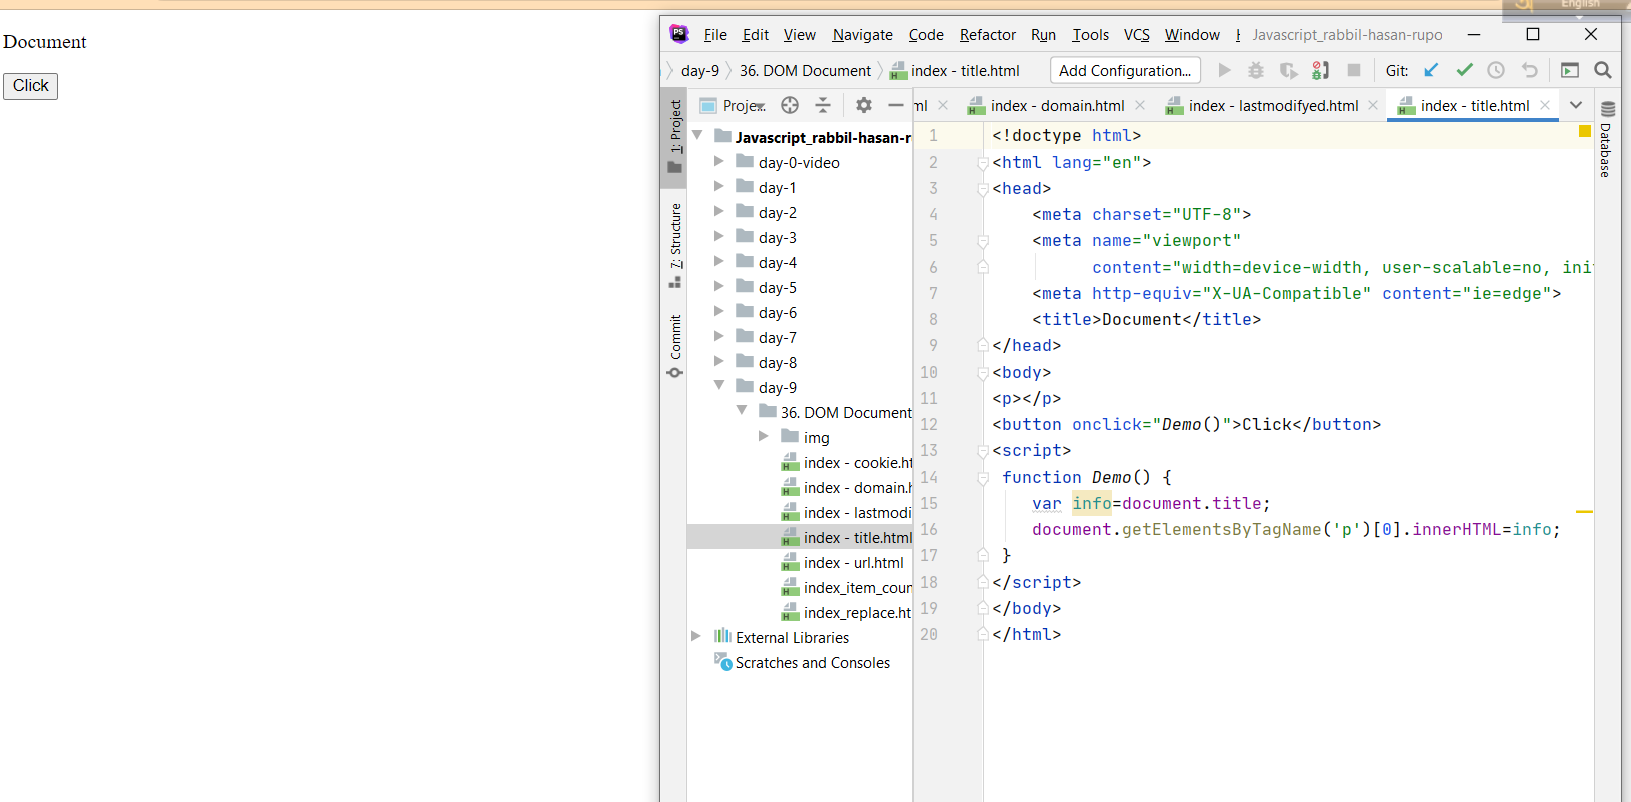 English
Document
Click
File Edit View Navigate Code Refactor Run Tools VCS Window Javascript_rabbil-hasan-rupo
day-9 36. DOM Document index - title.html Add Configuration... Git:
Proje.. ml index - domain.html index - lastmodifyed.html index - title.html
1: Project
7: Structure
Commit
Database
Javascript_rabbil-hasan-r
day-0-video
day-1
day-2
day-3
day-4
day-5
day-6
day-7
day-8
day-9
36. DOM Document
img
index - cookie.ht
index - domain.h
index - lastmodi
index - title.html
index - url.html
index_item_coun
index_replace.ht
External Libraries
Scratches and Consoles
1 <!doctype html>
2 <html lang="en">
3 <head>
4 <meta charset="UTF-8">
5 <meta name="viewport"
6 content="width=device-width, user-scalable=no, ini
7 <meta http-equiv="X-UA-Compatible" content="ie=edge">
8 <title>Document</title>
9 </head>
10 <body>
11 <p></p>
12 <button onclick="Demo()">Click</button>
13 <script>
14 function Demo() {
15 var info=document.title;
16 document.getElementsByTagName('p')[0].innerHTML=info;
17 }
18 </script>
19 </body>
20 </html>